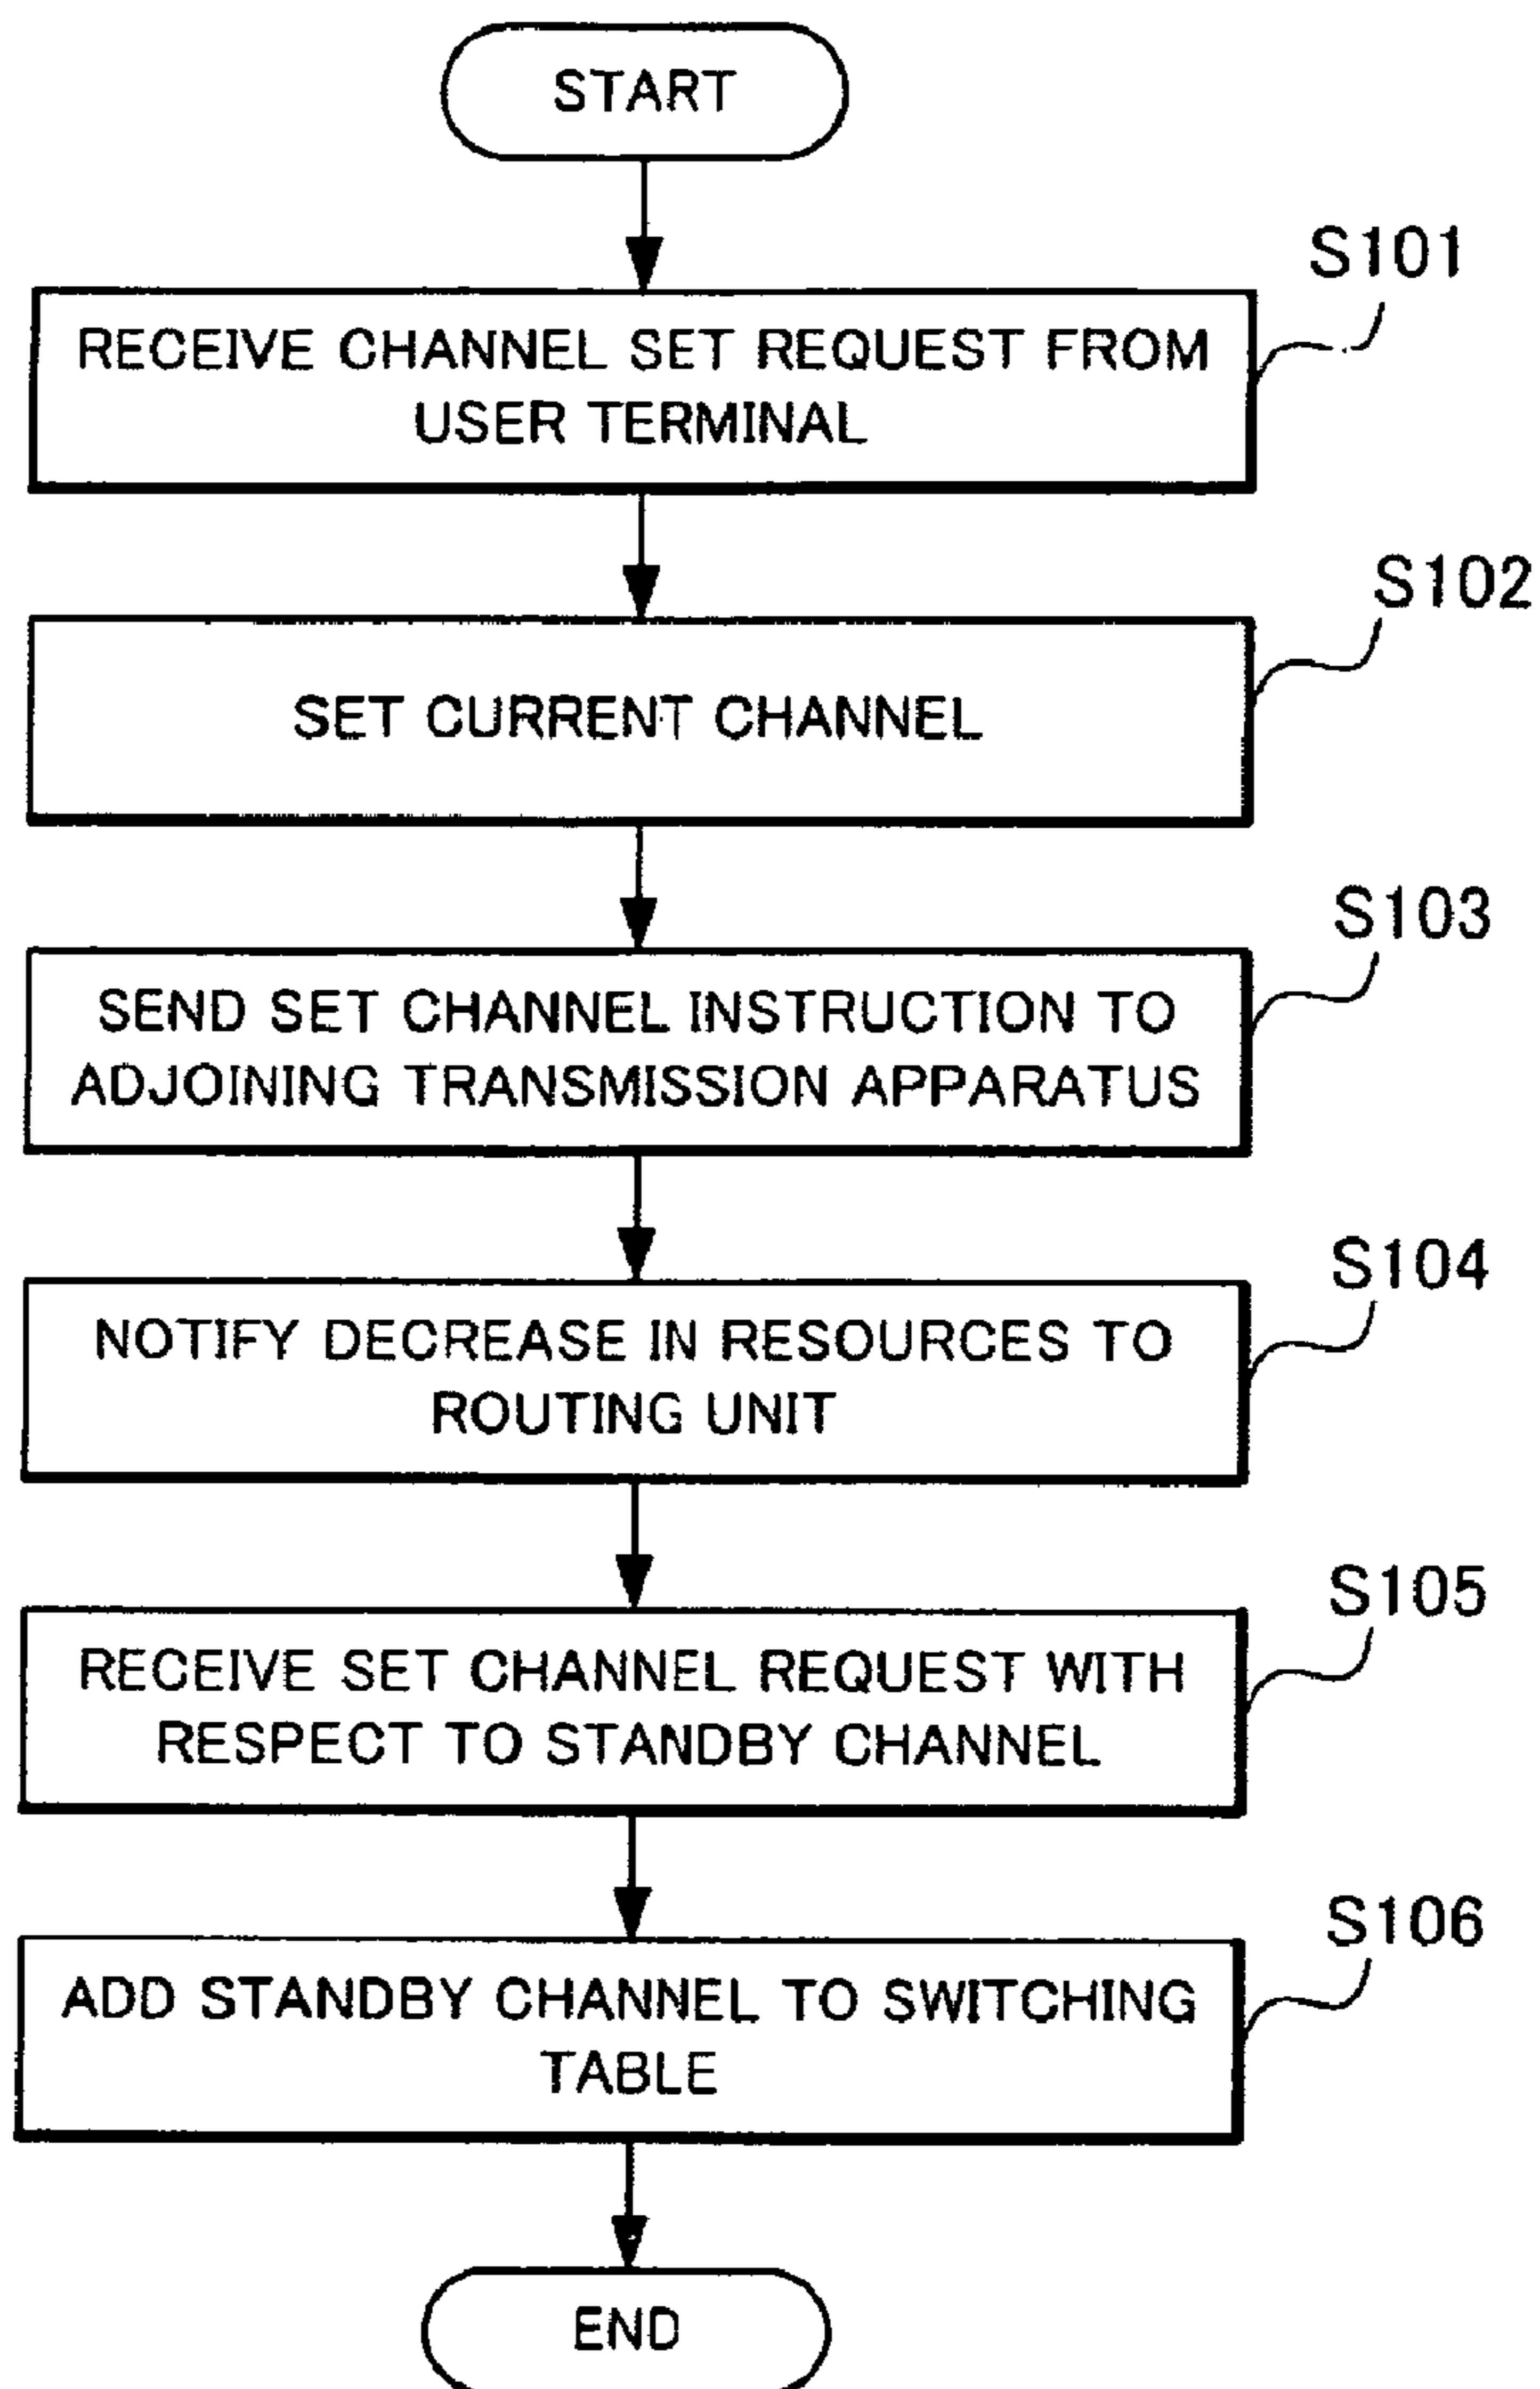 START
S101
RECEIVE CHANNEL SET REQUEST FROM
USER TERMINAL
S102
SET CURRENT CHANNEL
S103
SEND SET CHANNEL INSTRUCTION TO
ADJOINING TRANSMISSION APPARATUS
S104
NOTIFY DECREASE IN RESOURCES TO
ROUTING UNIT
S105
RECEIVE SET CHANNEL REQUEST WITH
RESPECT TO STANDBY CHANNEL
S106
ADD STANDBY CHANNEL TO SWITCHING
TABLE
END